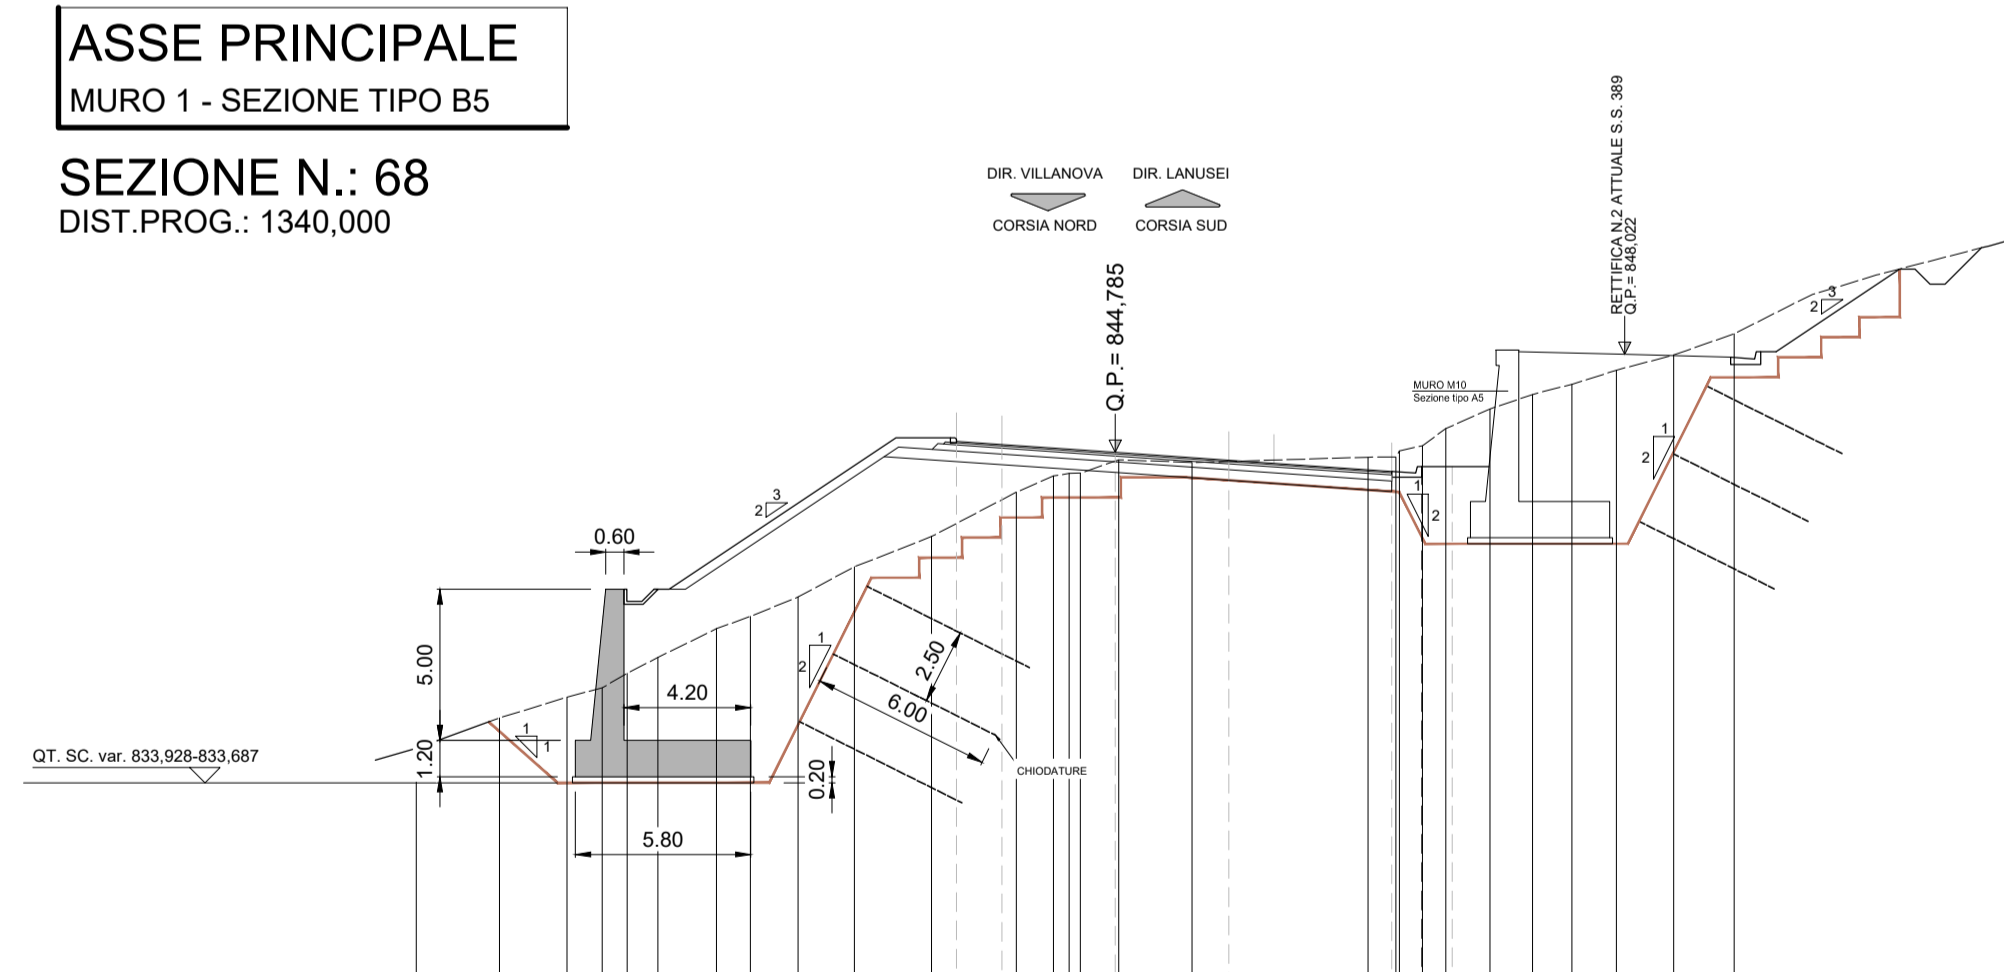 ASSE PRINCIPALE
MURO 1 - SEZIONE TIPO B5
SEZIONE N.: 68
DIST.PROG.: 1340,000
DIR. VILLANOVA
DIR. LANUSEI
CORSIA NORD
CORSIA SUD
Q.P.= 844,785
RETTIFICA N.2 ATTUALE S.S. 389
Q.P.= 848,022
MURO M10
Sezione tipo A5
3
2
3
2
1
2
1
2
0.60
5.00
4.20
1
2
2.50
6.00
1
1
QT. SC. var. 833,928-833,687
1.20
0.20
CHIODATURE
5.80